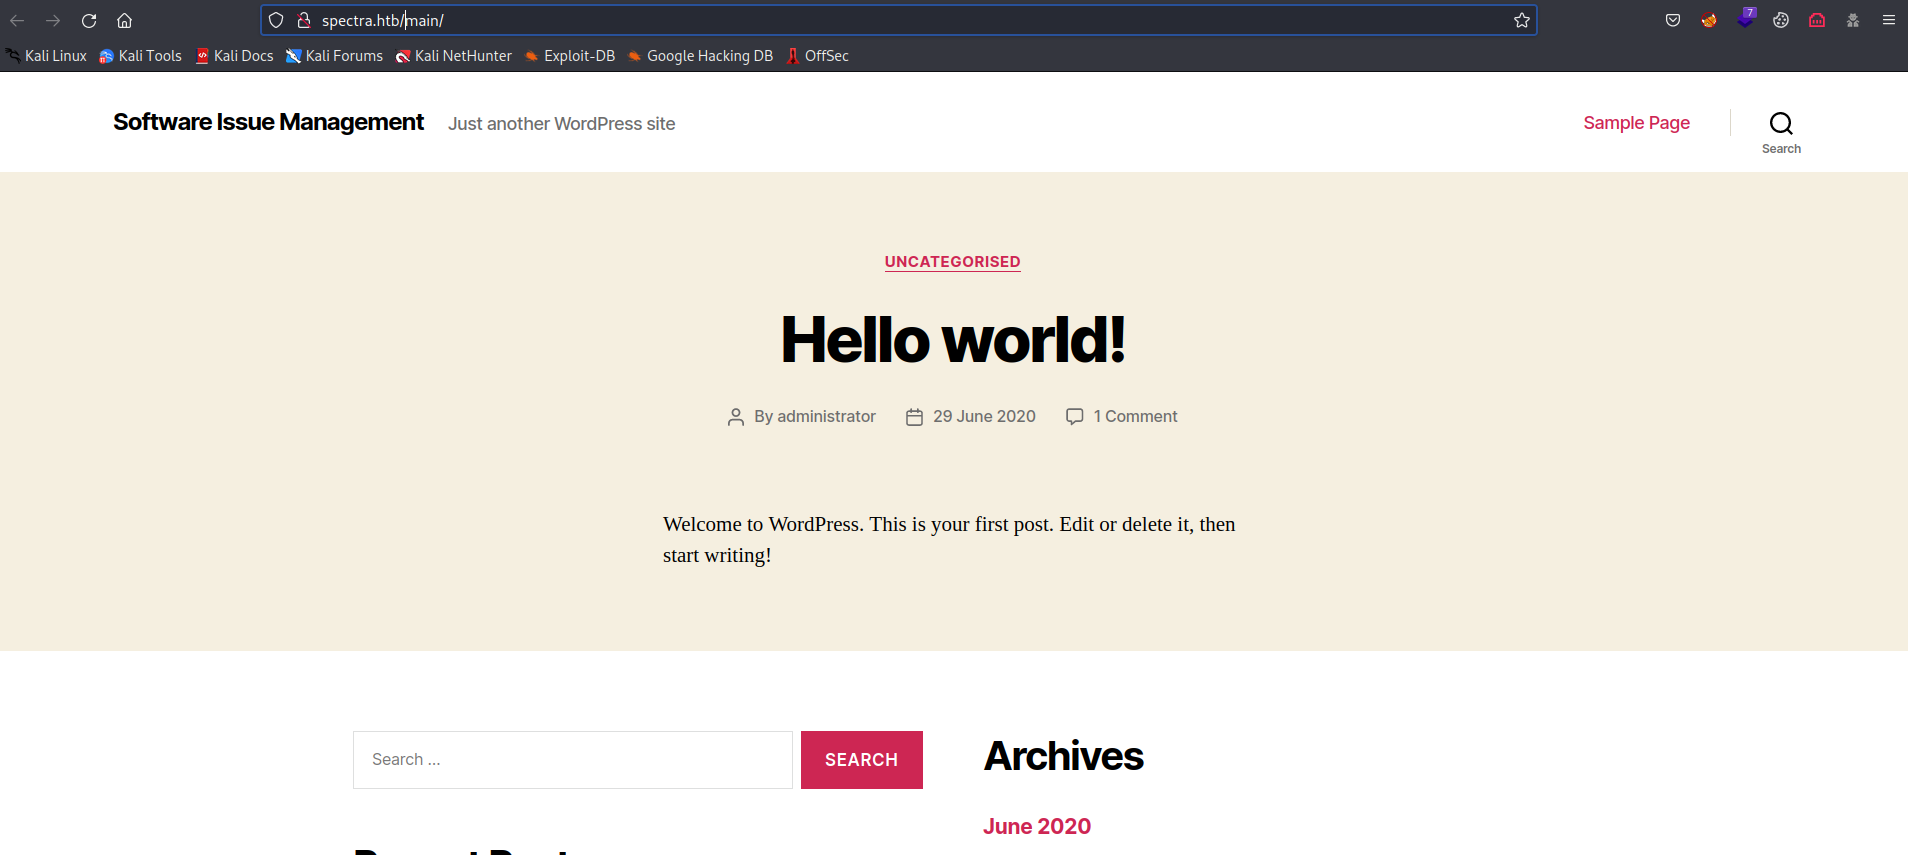 spectra.htb/main/
7
Kali Linux Kali Tools Kali Docs Kali Forums Kali NetHunter Exploit-DB Google Hacking DB OffSec
Software Issue Management Just another WordPress site Sample Page
Search
UNCATEGORISED
Hello world!
By administrator 29 June 2020 1 Comment
Welcome to WordPress. This is your first post. Edit or delete it, then
start writing!
Search …
SEARCH
Archives
June 2020